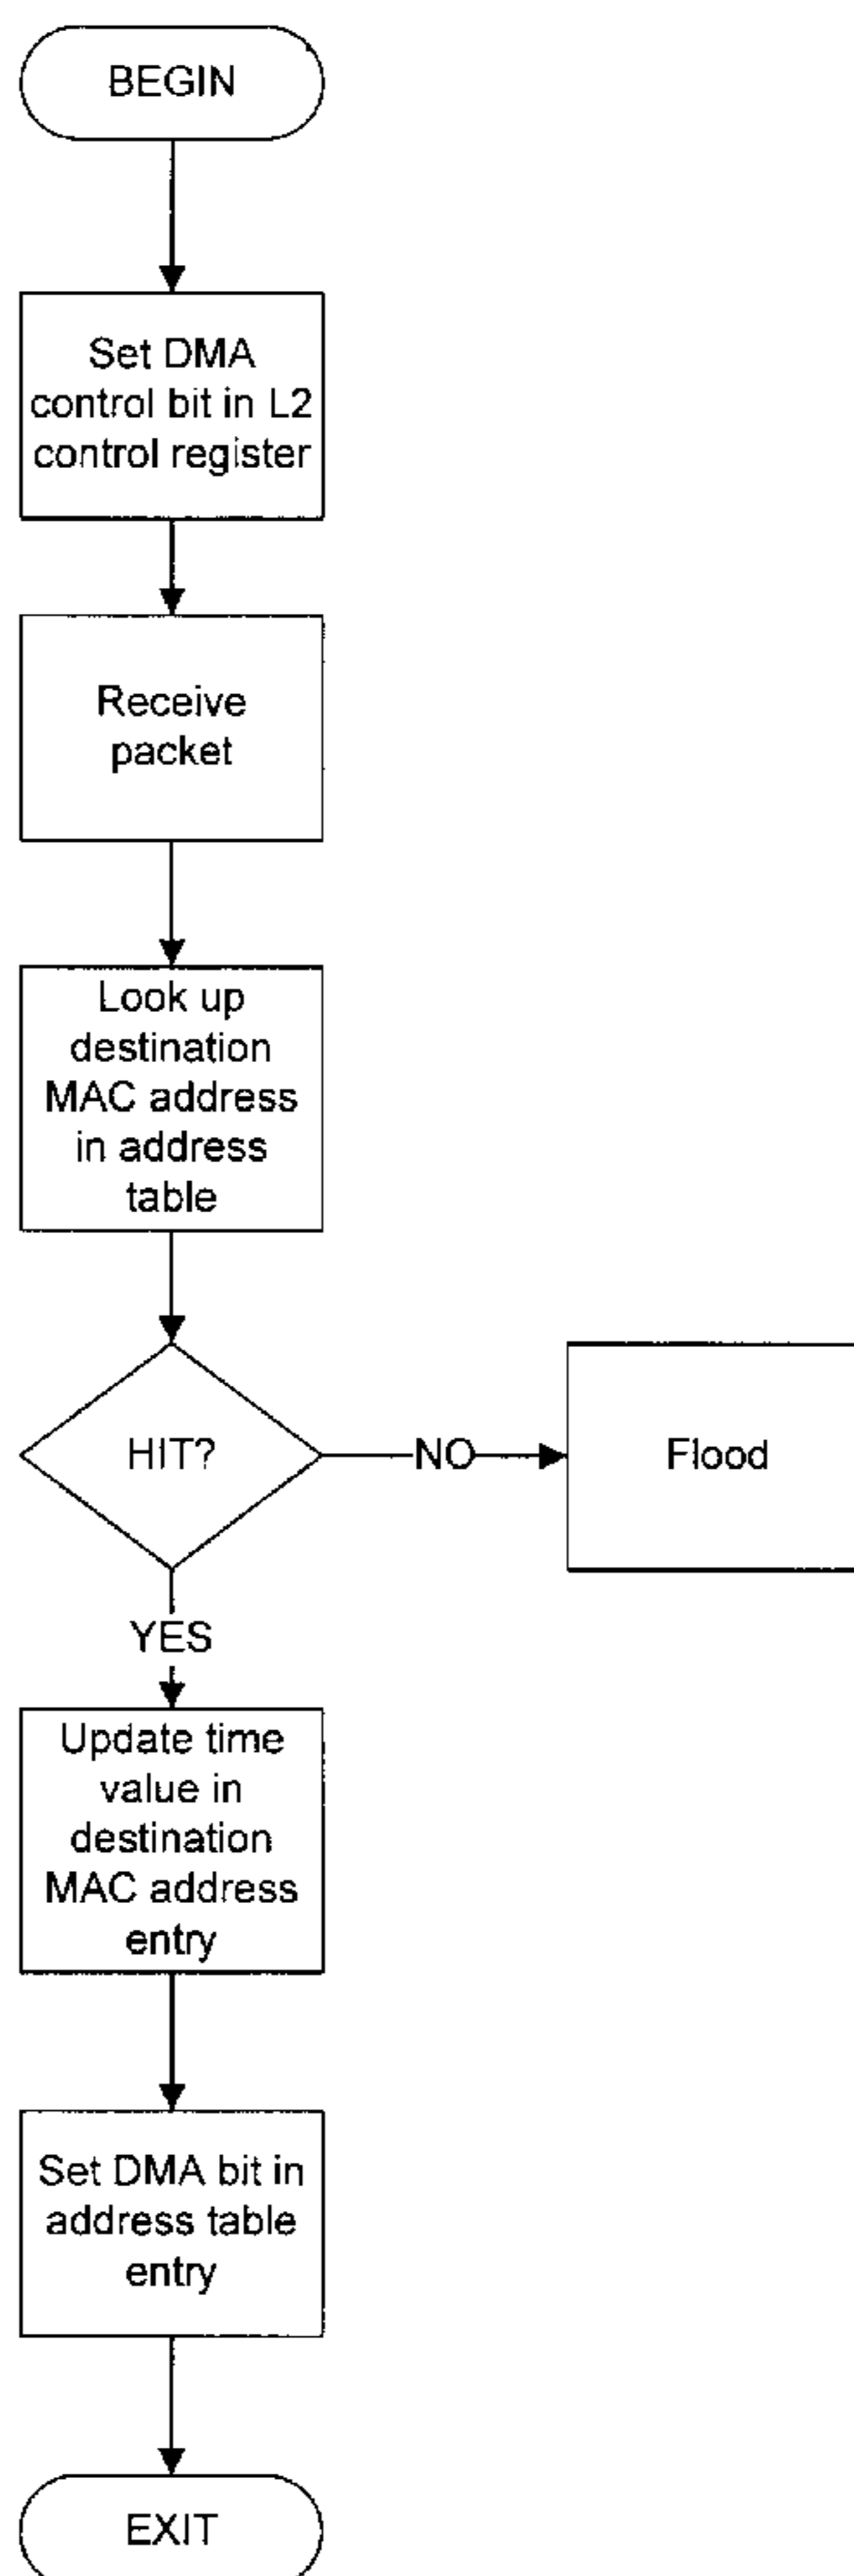 BEGIN
Set DMA
control bit in L2
control register
Receive
packet
Look up
destination
MAC address
in address
table
HIT?
NO
Flood
YES
Update time
value in
destination
MAC address
entry
Set DMA bit in
address table
entry
EXIT